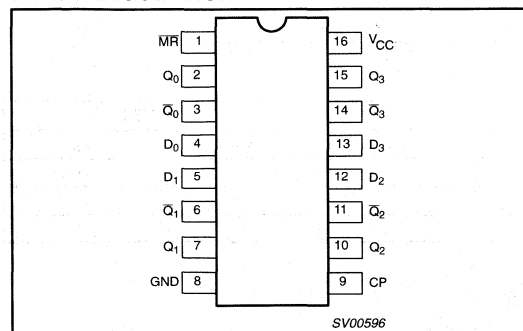 M̅R̅ 1 16 VCC
Q0 2 15 Q3
Q̅0 3 14 Q̅3
D0 4 13 D3
D1 5 12 D2
Q̅1 6 11 Q̅2
Q1 7 10 Q2
GND 8 9 CP
SV00596